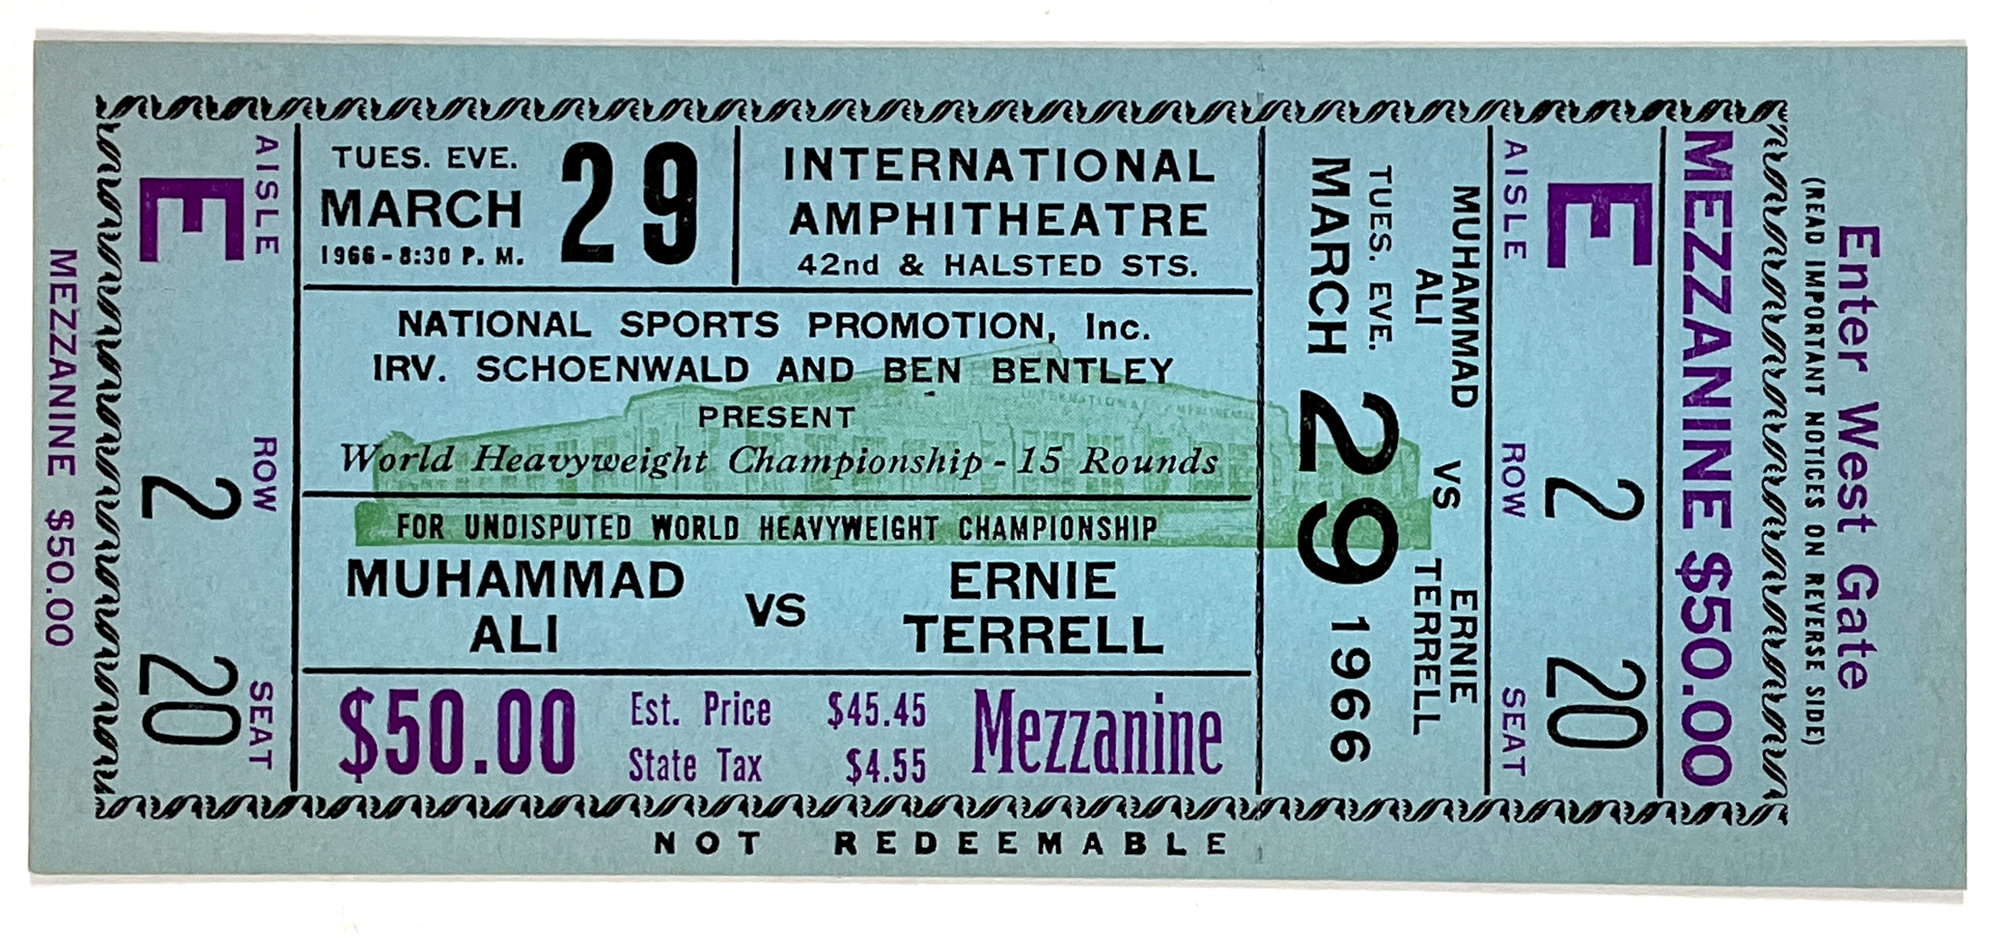 MEZZANINE $50.00
AISLE
E
ROW
2
SEAT
20
TUES. EVE.
MARCH 29
1966-8:30 P. M.
INTERNATIONAL
AMPHITHEATRE
42nd & HALSTED STS.
NATIONAL SPORTS PROMOTION, Inc.
IRV. SCHOENWALD AND BEN BENTLEY
PRESENT
World Heavyweight Championship - 15 Rounds
FOR UNDISPUTED WORLD HEAVYWEIGHT CHAMPIONSHIP
MUHAMMAD
ALI
VS
ERNIE
TERRELL
$50.00
Est. Price $45.45
State Tax $4.55
Mezzanine
NOT REDEEMABLE
MUHAMMAD
ALI
VS
ERNIE
TERRELL
TUES. EVE.
MARCH 29 1966
MEZZANINE $50.00
AISLE
E
ROW
2
SEAT
20
Enter West Gate
(READ IMPORTANT NOTICES ON REVERSE SIDE)
INTERNATIONAL AMPHITHEATRE